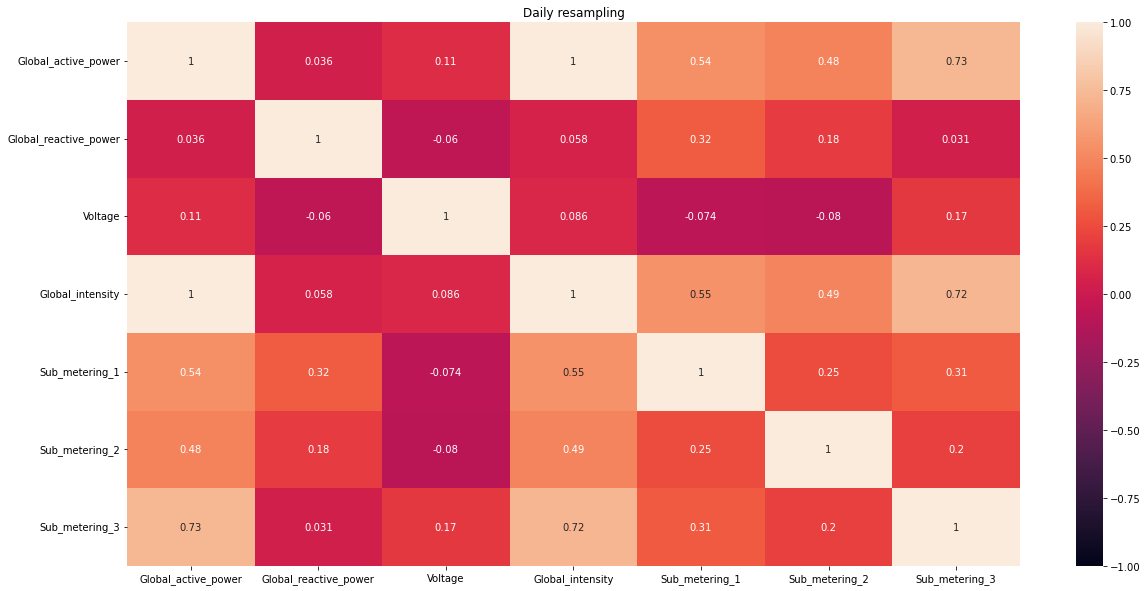 Daily resampling
Global_active_power 1 0.036 0.11 1 0.54 0.48 0.73
Global_reactive_power 0.036 1 -0.06 0.058 0.32 0.18 0.031
Voltage 0.11 -0.06 1 0.086 -0.074 -0.08 0.17
Global_intensity 1 0.058 0.086 1 0.55 0.49 0.72
Sub_metering_1 0.54 0.32 -0.074 0.55 1 0.25 0.31
Sub_metering_2 0.48 0.18 -0.08 0.49 0.25 1 0.2
Sub_metering_3 0.73 0.031 0.17 0.72 0.31 0.2 1
Global_active_power Global_reactive_power Voltage Global_intensity Sub_metering_1 Sub_metering_2 Sub_metering_3
1.00
0.75
0.50
0.25
0.00
-0.25
-0.50
-0.75
-1.00